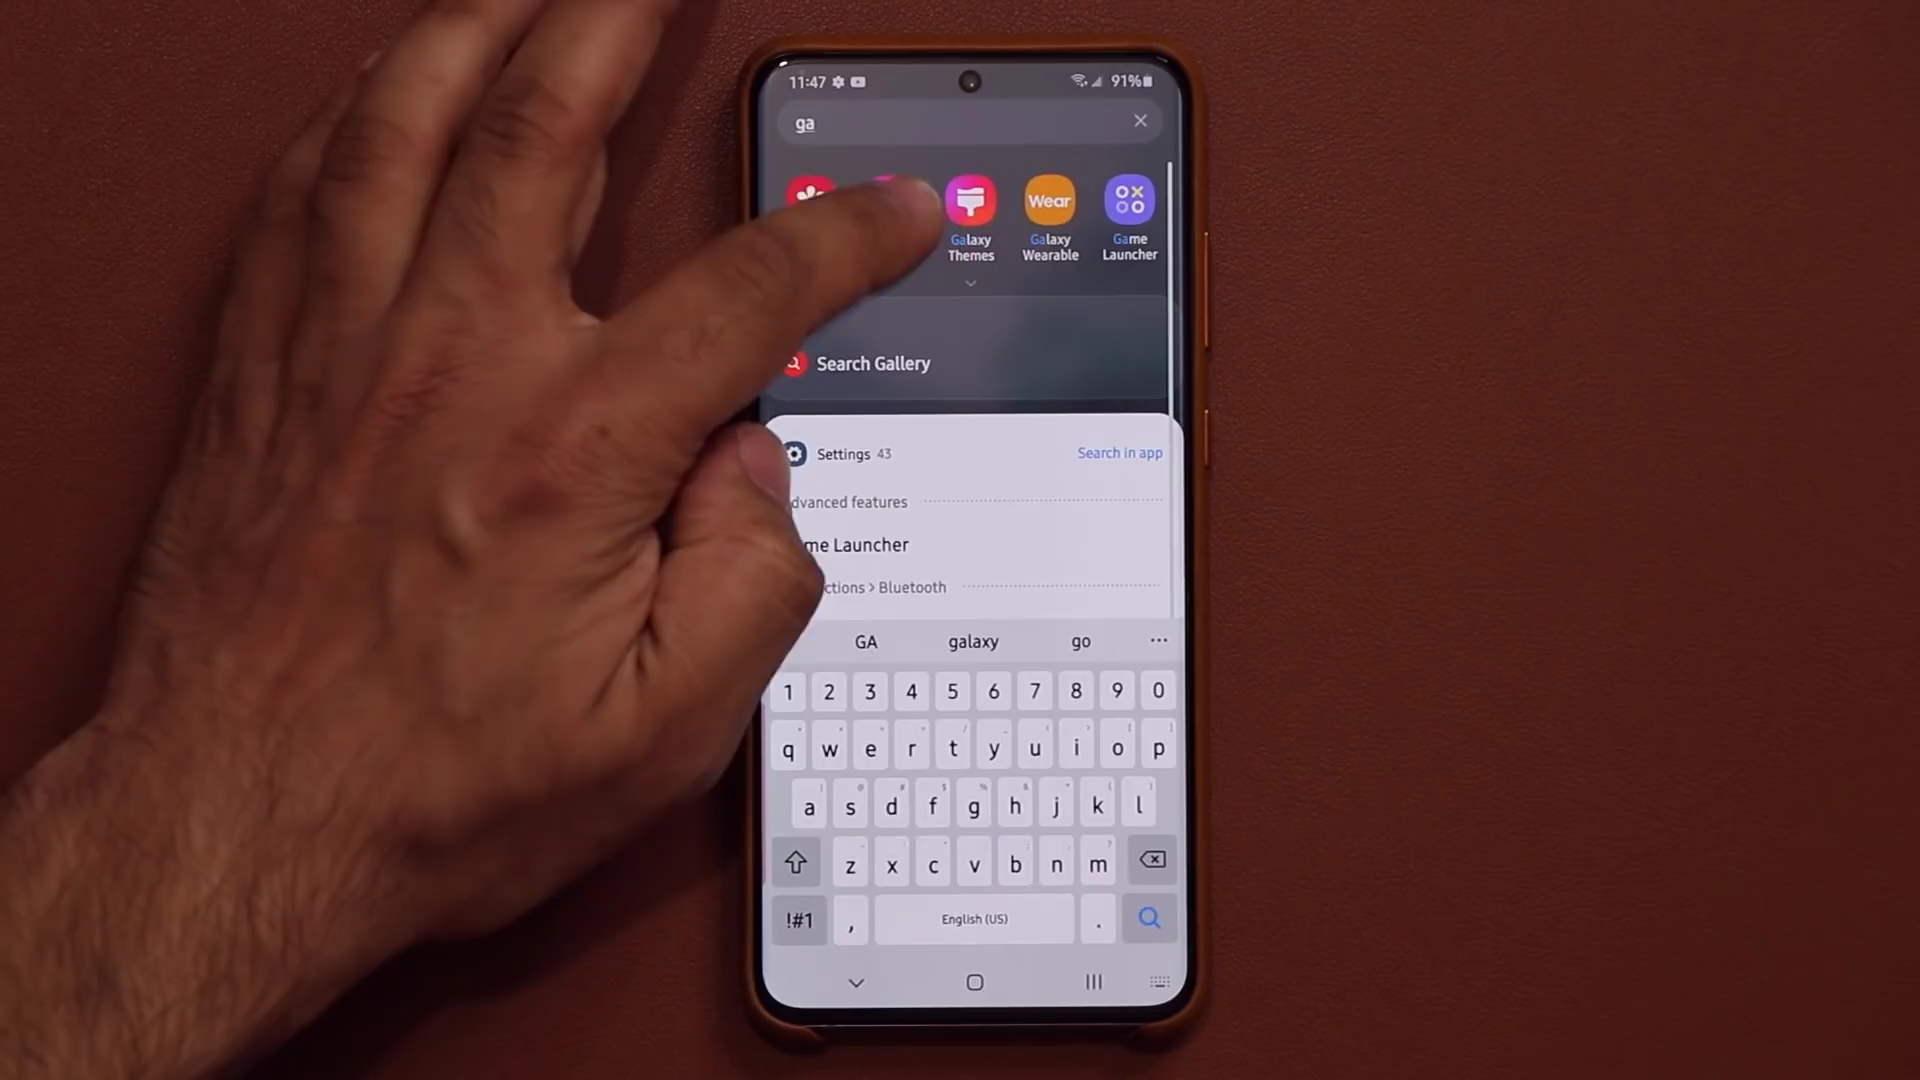 11:47 91%
ga
Wear
Galaxy Themes
Galaxy Wearable
Game Launcher
Search Gallery
Settings 43 Search in app
dvanced features
me Launcher
ctions > Bluetooth
GA galaxy go ...
1 2 3 4 5 6 7 8 9 0
q w e r t y u i o p
a s d f g h j k l
z x c v b n m
!#1 , English (US) .